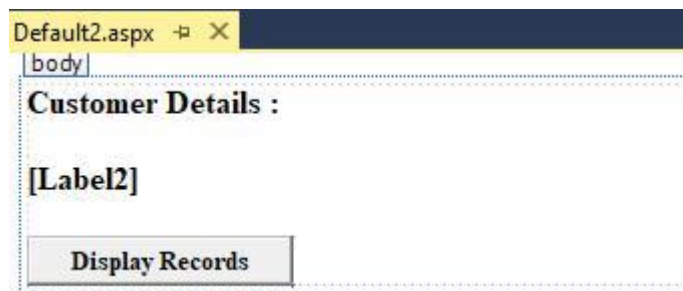 Default2.aspx
body
Customer Details :
[Label2]
Display Records